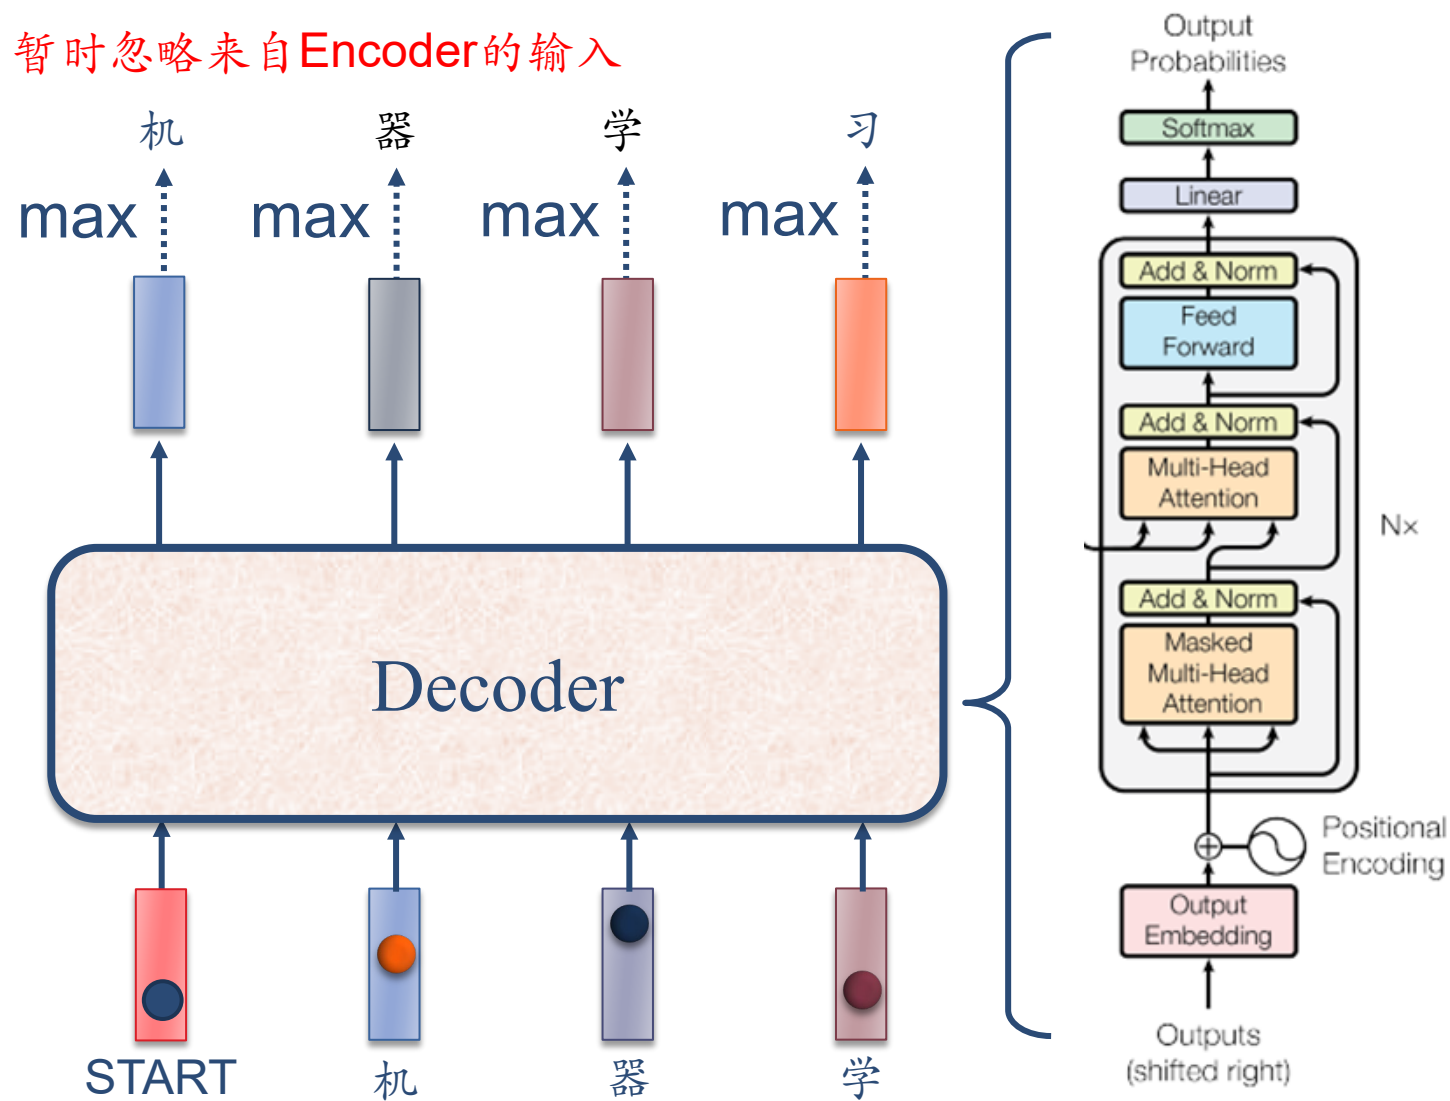 暂时忽略来自Encoder的输入
机 器 学 习
max max max max
Decoder
START 机 器 学
Output
Probabilities
Softmax
Linear
Add & Norm
Feed
Forward
Add & Norm
Multi-Head
Attention
N×
Add & Norm
Masked
Multi-Head
Attention
Positional
Encoding
Output
Embedding
Outputs
(shifted right)